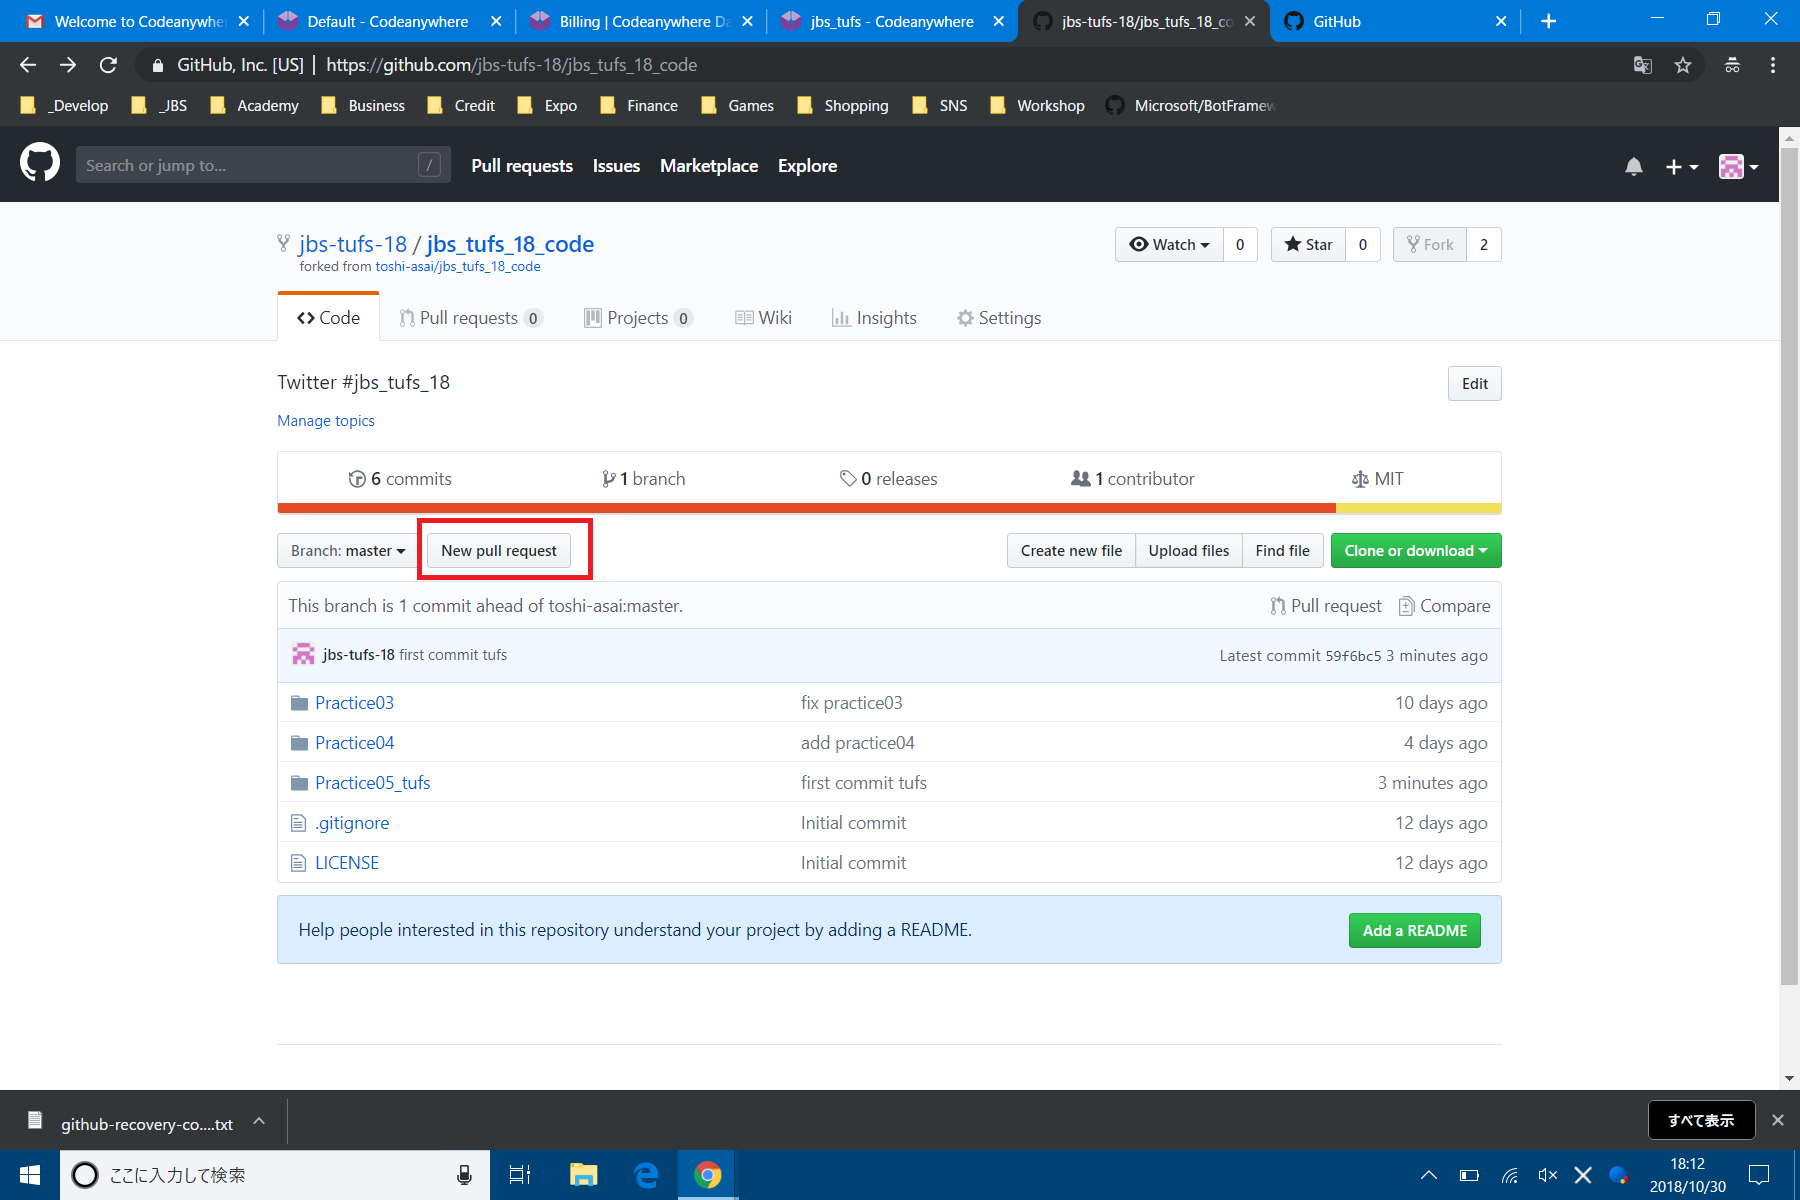 Welcome to Codeanywhe
Default - Codeanywhere
Billing | Codeanywhere Da
jbs_tufs - Codeanywhere
jbs-tufs-18/jbs_tufs_18_co
GitHub
GitHub, Inc. [US] | https://github.com/jbs-tufs-18/jbs_tufs_18_code
_Develop _JBS Academy Business Credit Expo Finance Games Shopping SNS Workshop Microsoft/BotFramew
Search or jump to... /
Pull requests Issues Marketplace Explore
jbs-tufs-18 / jbs_tufs_18_code
forked from toshi-asai/jbs_tufs_18_code
Watch 0 Star 0 Fork 2
Code Pull requests 0 Projects 0 Wiki Insights Settings
Twitter #jbs_tufs_18
Edit
Manage topics
6 commits 1 branch 0 releases 1 contributor MIT
Branch: master New pull request Create new file Upload files Find file Clone or download
This branch is 1 commit ahead of toshi-asai:master. Pull request Compare
jbs-tufs-18 first commit tufs Latest commit 59f6bc5 3 minutes ago
Practice03 fix practice03 10 days ago
Practice04 add practice04 4 days ago
Practice05_tufs first commit tufs 3 minutes ago
.gitignore Initial commit 12 days ago
LICENSE Initial commit 12 days ago
Help people interested in this repository understand your project by adding a README. Add a README
github-recovery-co....txt
すべて表示
ここに入力して検索
18:12
2018/10/30